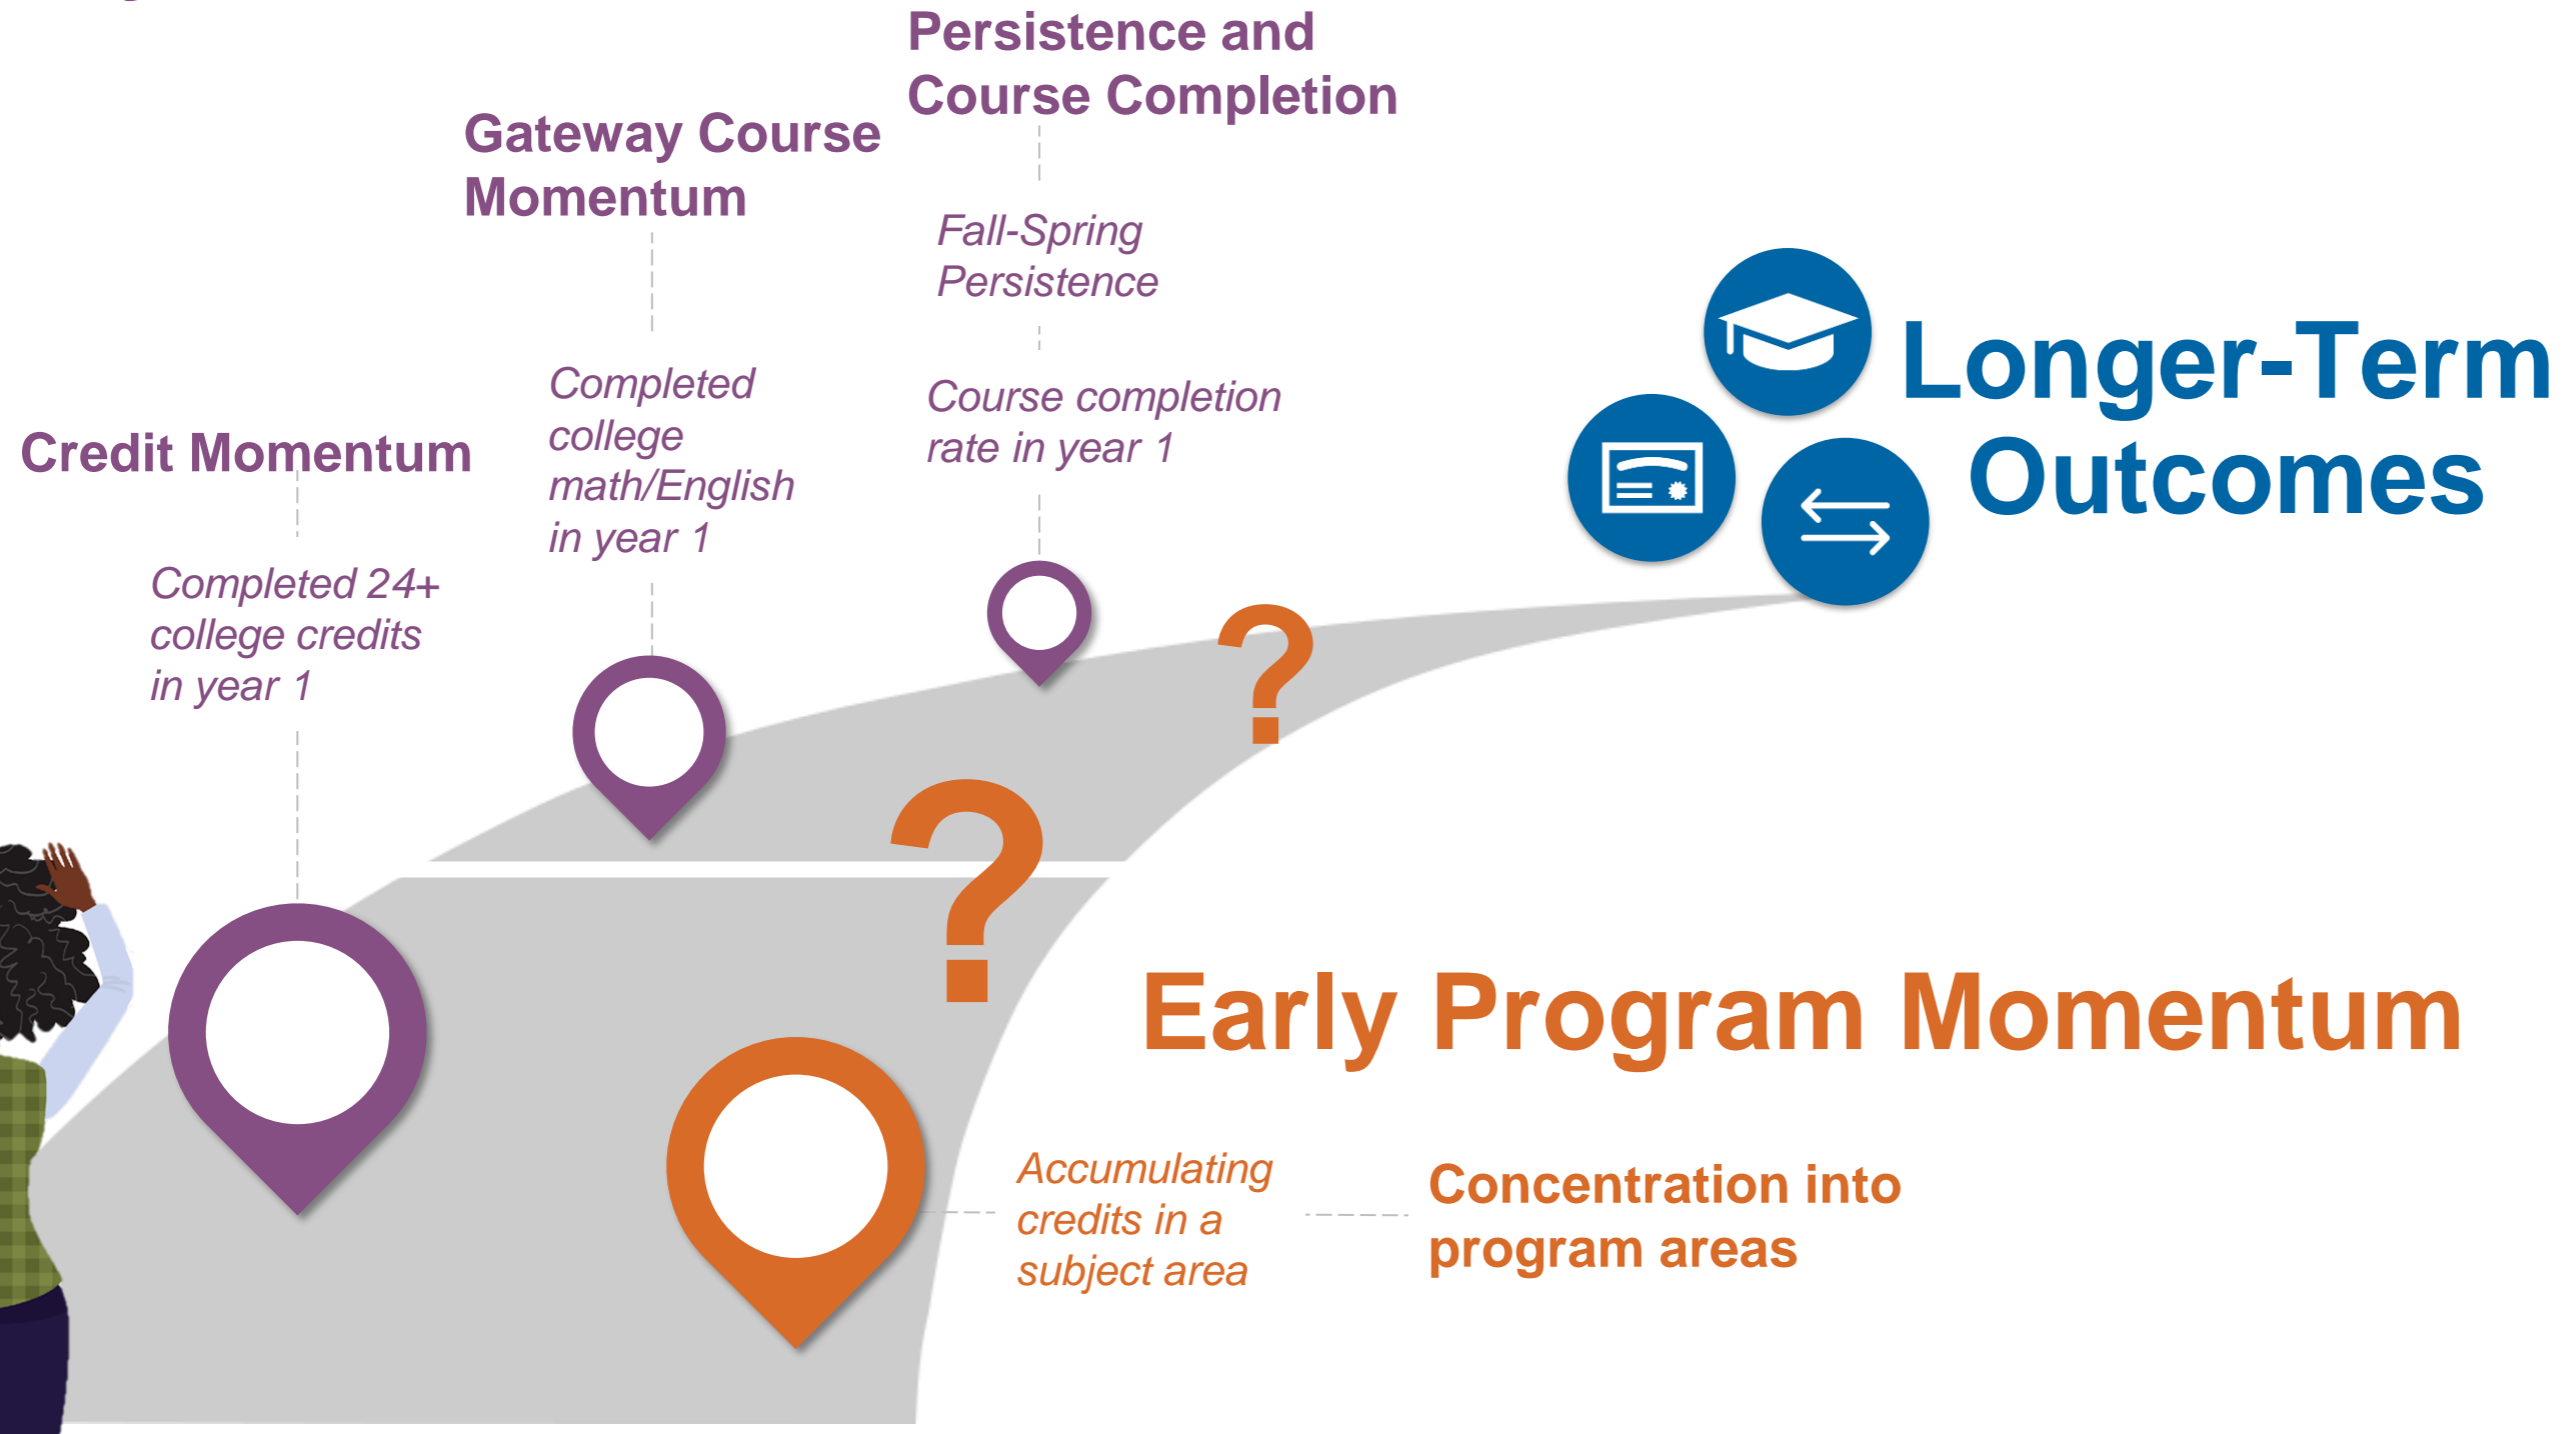 Persistence and
Course Completion
Gateway Course
Momentum
Fall-Spring
Persistence
Longer-Term
Outcomes
Completed
college
math/English
in year 1
Course completion
rate in year 1
Credit Momentum
Completed 24+
college credits
in year 1
?
?
Early Program Momentum
Accumulating
credits in a
subject area
Concentration into
program areas